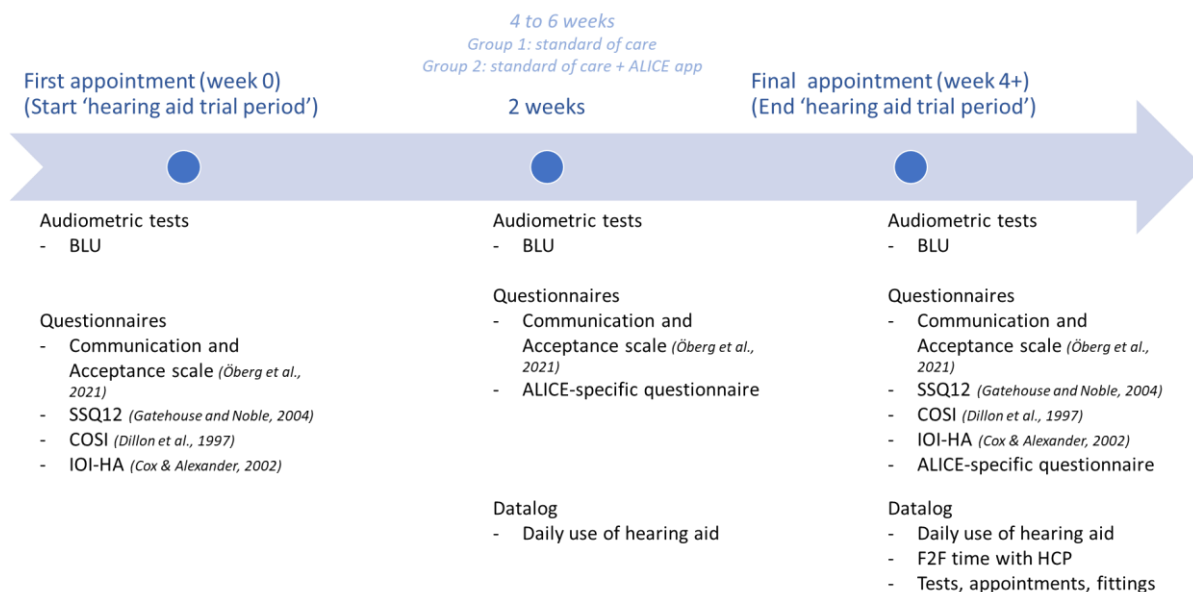 4 to 6 weeks
Group 1: standard of care
Group 2: standard of care + ALICE app
First appointment (week 0)
(Start ‘hearing aid trial period’)
2 weeks
Final  appointment (week 4+)
(End ‘hearing aid trial period’)
Audiometric tests
- BLU
Questionnaires
- Communication and
Acceptance scale (Öberg et al.,
2021)
- SSQ12 (Gatehouse and Noble, 2004)
- COSI (Dillon et al., 1997)
- IOI-HA (Cox & Alexander, 2002)
Audiometric tests
- BLU
Questionnaires
- Communication and
Acceptance scale (Öberg et al.,
2021)
- ALICE-specific questionnaire
Datalog
- Daily use of hearing aid
Audiometric tests
- BLU
Questionnaires
- Communication and
Acceptance scale (Öberg et al.,
2021)
- SSQ12 (Gatehouse and Noble, 2004)
- COSI (Dillon et al., 1997)
- IOI-HA (Cox & Alexander, 2002)
- ALICE-specific questionnaire
Datalog
- Daily use of hearing aid
- F2F time with HCP
- Tests, appointments, fittings